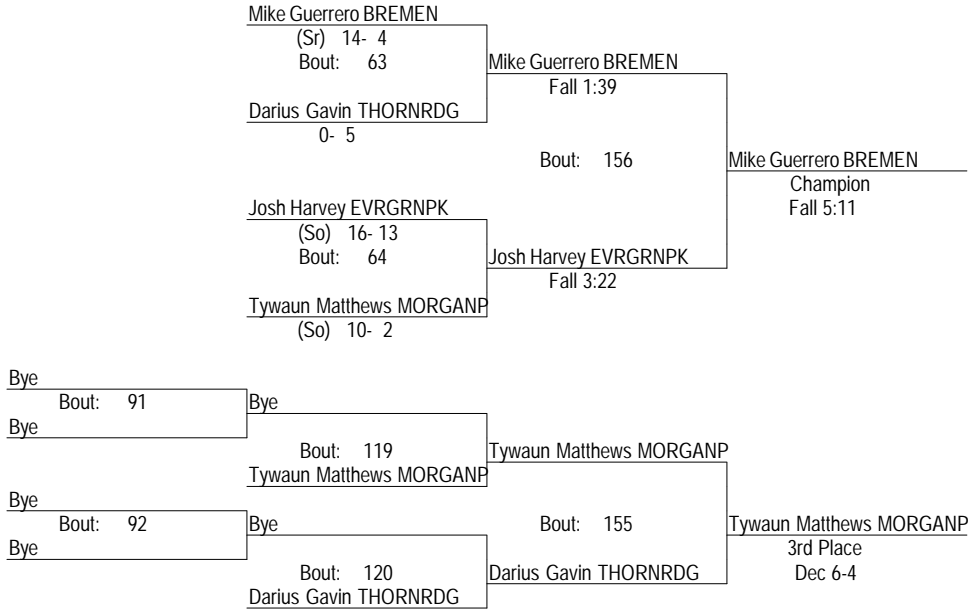 Mike Guerrero BREMEN
(Sr) 14- 4
Bout: 63
Mike Guerrero BREMEN
Fall 1:39
Darius Gavin THORNRDG
0- 5
Bout: 156
Mike Guerrero BREMEN
Champion
Fall 5:11
Josh Harvey EVRGRNPK
(So) 16- 13
Bout: 64
Josh Harvey EVRGRNPK
Fall 3:22
Tywaun Matthews MORGANP
(So) 10- 2
Bye
Bout: 91
Bye
Bye
Bout: 119
Tywaun Matthews MORGANP
Tywaun Matthews MORGANP
Bye
Bout: 92
Bye
Bye
Bout: 155
Tywaun Matthews MORGANP
3rd Place
Dec 6-4
Bout: 120
Darius Gavin THORNRDG
Darius Gavin THORNRDG